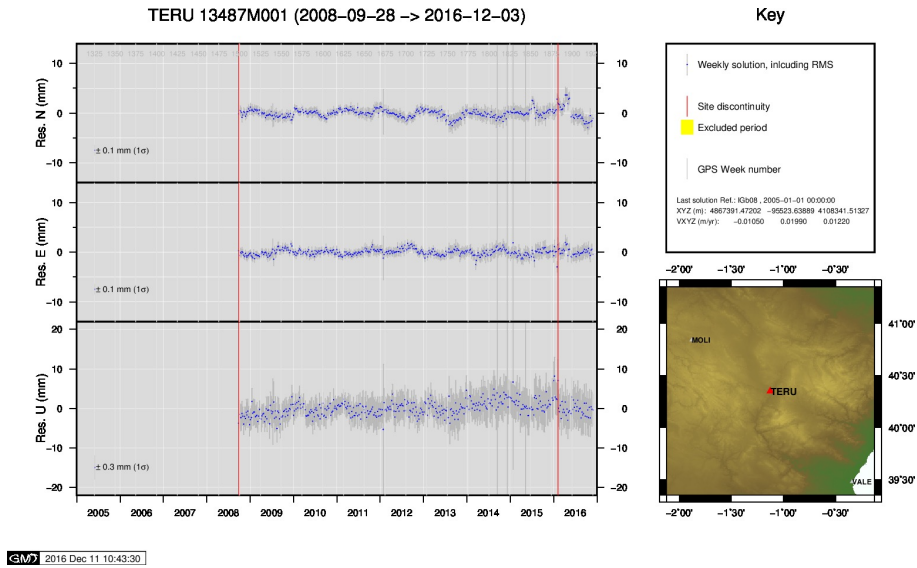 TERU 13487M001 (2008−09−28 −> 2016−12−03)
Key
Res. N (mm)
10
0
−10
10
0
−10
± 0.1 mm (1σ)
Res. E (mm)
10
0
−10
10
0
−10
± 0.1 mm (1σ)
Res. U (mm)
20
10
0
−10
−20
20
10
0
−10
−20
± 0.3 mm (1σ)
2005 2006 2007 2008 2009 2010 2011 2012 2013 2014 2015 2016
Weekly solution, inlcuding RMS
Site discontinuity
Excluded period
GPS Week number
Last solution Ref.: IGb08 , 2005−01−01 00:00:00
XYZ (m): 4867391.47202 −95523.63889 4108341.51327
VXYZ (m/yr): −0.01050 0.01990 0.01220
−2˚00' −1˚30' −1˚00' −0˚30'
41˚00'
MOLI
40˚30'
TERU
40˚00'
39˚30'
VALE
−2˚00' −1˚30' −1˚00' −0˚30'
GMT 2016 Dec 11 10:43:30